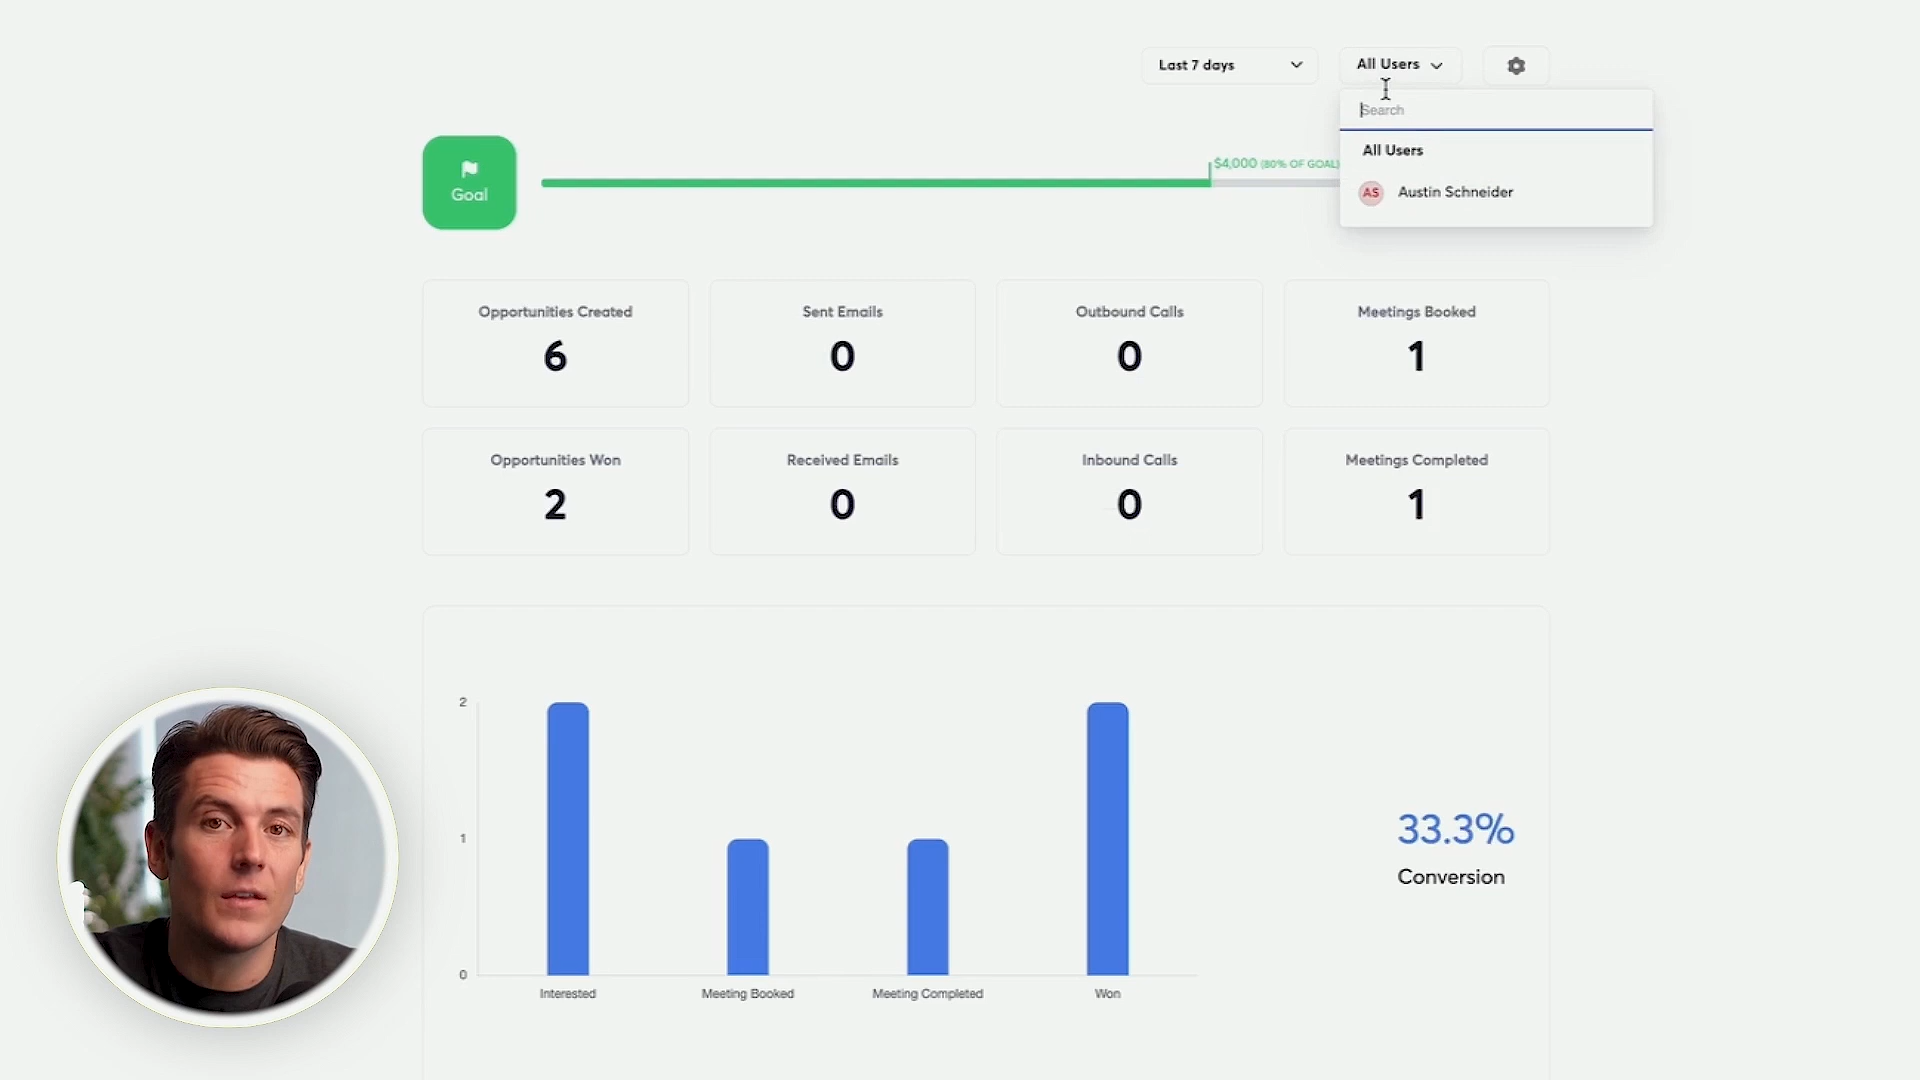 Last 7 days
All Users
Search
All Users
AS Austin Schneider
Goal
$4,000 (80% OF GOAL)
Opportunities Created
6
Sent Emails
0
Outbound Calls
0
Meetings Booked
1
Opportunities Won
2
Received Emails
0
Inbound Calls
0
Meetings Completed
1
2
1
0
Interested
Meeting Booked
Meeting Completed
Won
33.3%
Conversion